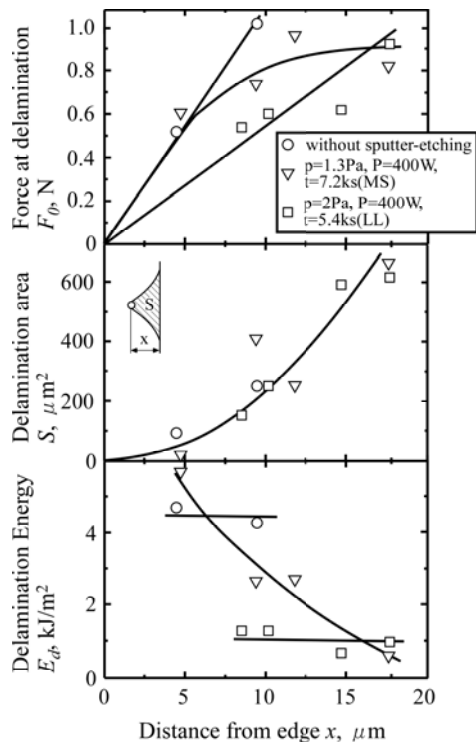 Force at delamination
F₀, N
1.0
0.8
0.6
0.4
0.2
0
○ without sputter-etching
▽ p=1.3Pa, P=400W,
t=7.2ks(MS)
□ p=2Pa, P=400W,
t=5.4ks(LL)
Delamination area
S, μm²
600
400
200
0
S
x
Delamination Energy
E_d, kJ/m²
4
2
0
0 5 10 15 20
Distance from edge x, μm